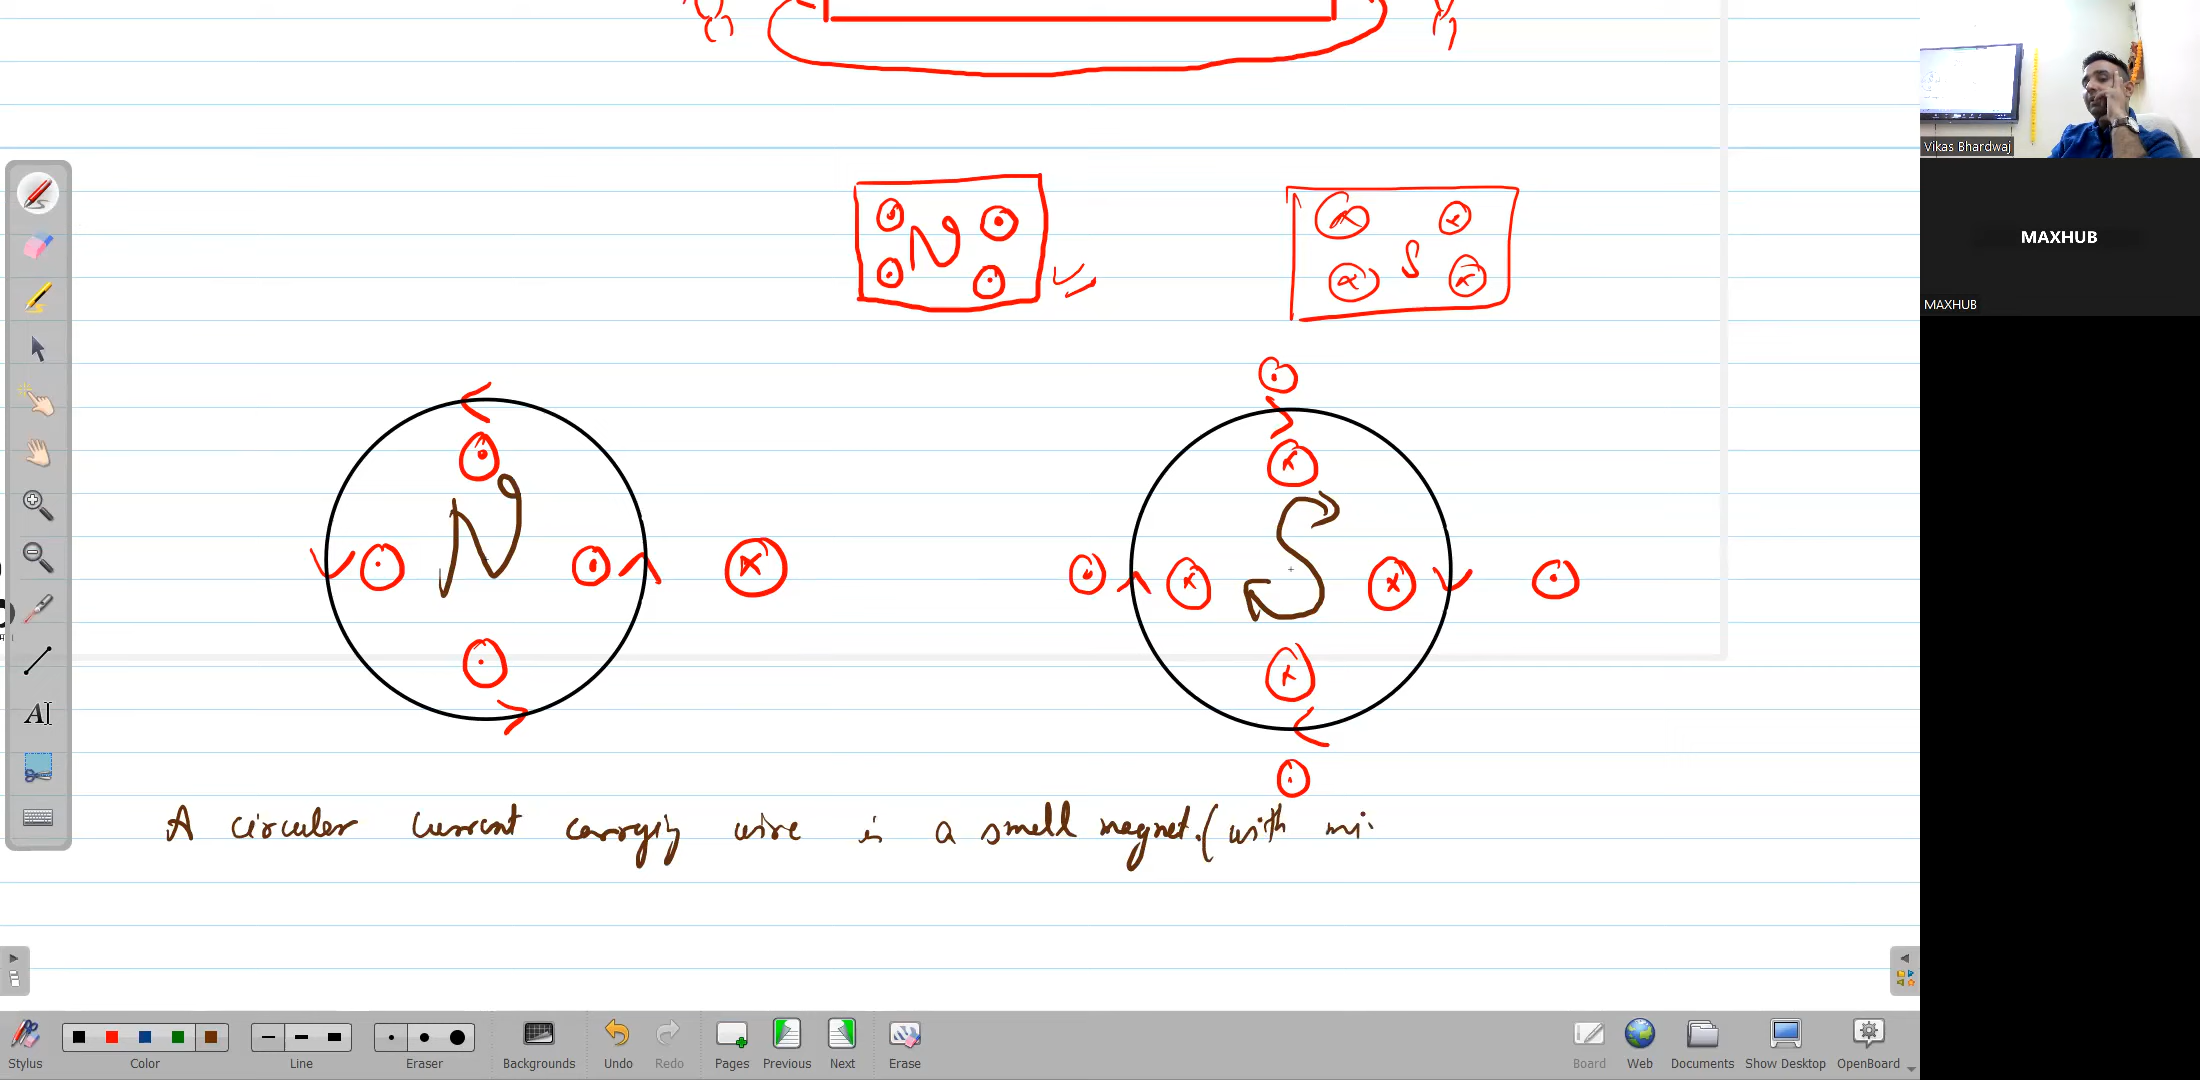 N
S
N
S
A circular current carrying wire is a small magnet. (with mi
Vikas Bhardwaj
MAXHUB
MAXHUB
Stylus
Color
Line
Eraser
Backgrounds
Undo
Redo
Pages
Previous
Next
Erase
Board
Web
Documents
Show Desktop
OpenBoard